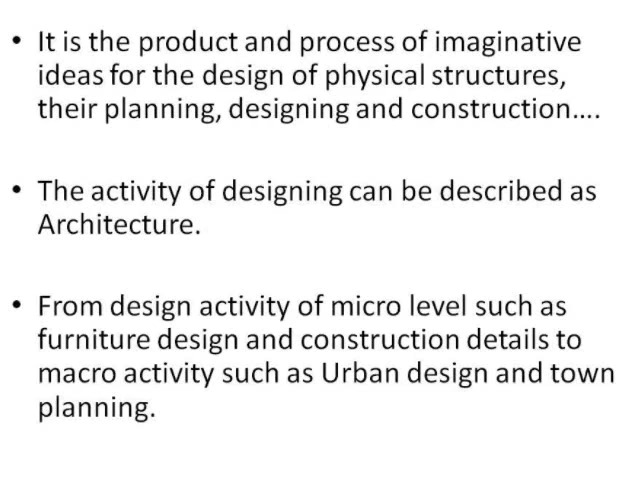 • It is the product and process of imaginative
ideas for the design of physical structures,
their planning, designing and construction....
• The activity of designing can be described as
Architecture.
• From design activity of micro level such as
furniture design and construction details to
macro activity such as Urban design and town
planning.